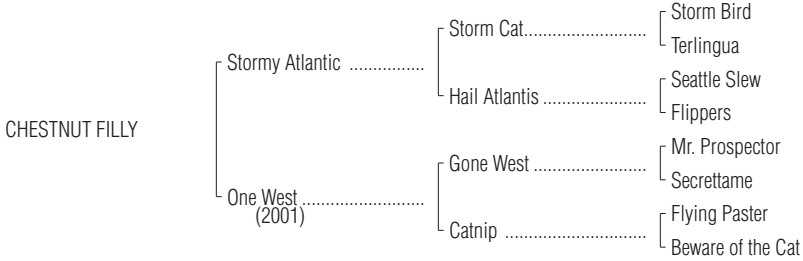 Storm Bird
Storm Cat........................
Terlingua
Stormy Atlantic ................
Seattle Slew
Hail Atlantis ......................
Flippers
CHESTNUT FILLY
Mr. Prospector
Gone West ........................
Secrettame
One West .........................
(2001)
Flying Paster
Catnip ..............................
Beware of the Cat